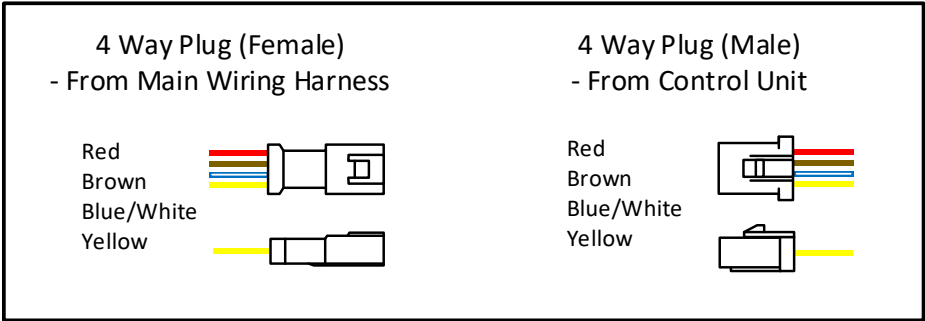 4 Way Plug (Female)
- From Main Wiring Harness
Red
Brown
Blue/White
Yellow
4 Way Plug (Male)
- From Control Unit
Red
Brown
Blue/White
Yellow